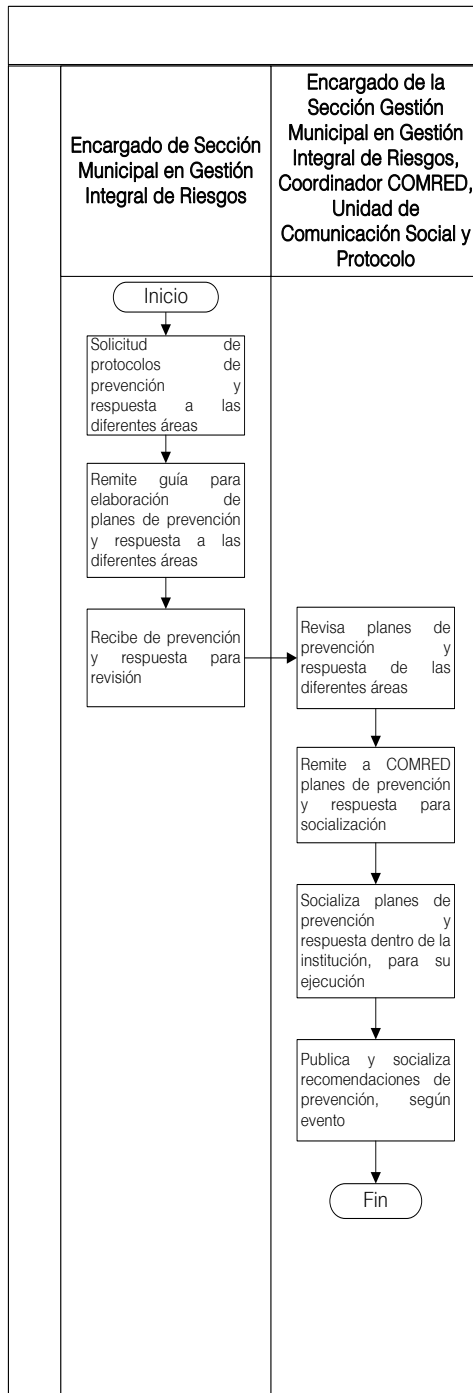 Encargado de Sección
Municipal en Gestión
Integral de Riesgos
Encargado de la
Sección Gestión
Municipal en Gestión
Integral de Riesgos,
Coordinador COMRED,
Unidad de
Comunicación Social y
Protocolo
Inicio
Solicitud de
protocolos de
prevención y
respuesta a las
diferentes áreas
Remite guía para
elaboración de
planes de prevención
y respuesta a las
diferentes áreas
Recibe de prevención
y respuesta para
revisión
Revisa planes de
prevención y
respuesta de las
diferentes áreas
Remite a COMRED
planes de prevención
y respuesta para
socialización
Socializa planes de
prevención y
respuesta dentro de la
institución, para su
ejecución
Publica y socializa
recomendaciones de
prevención, según
evento
Fin